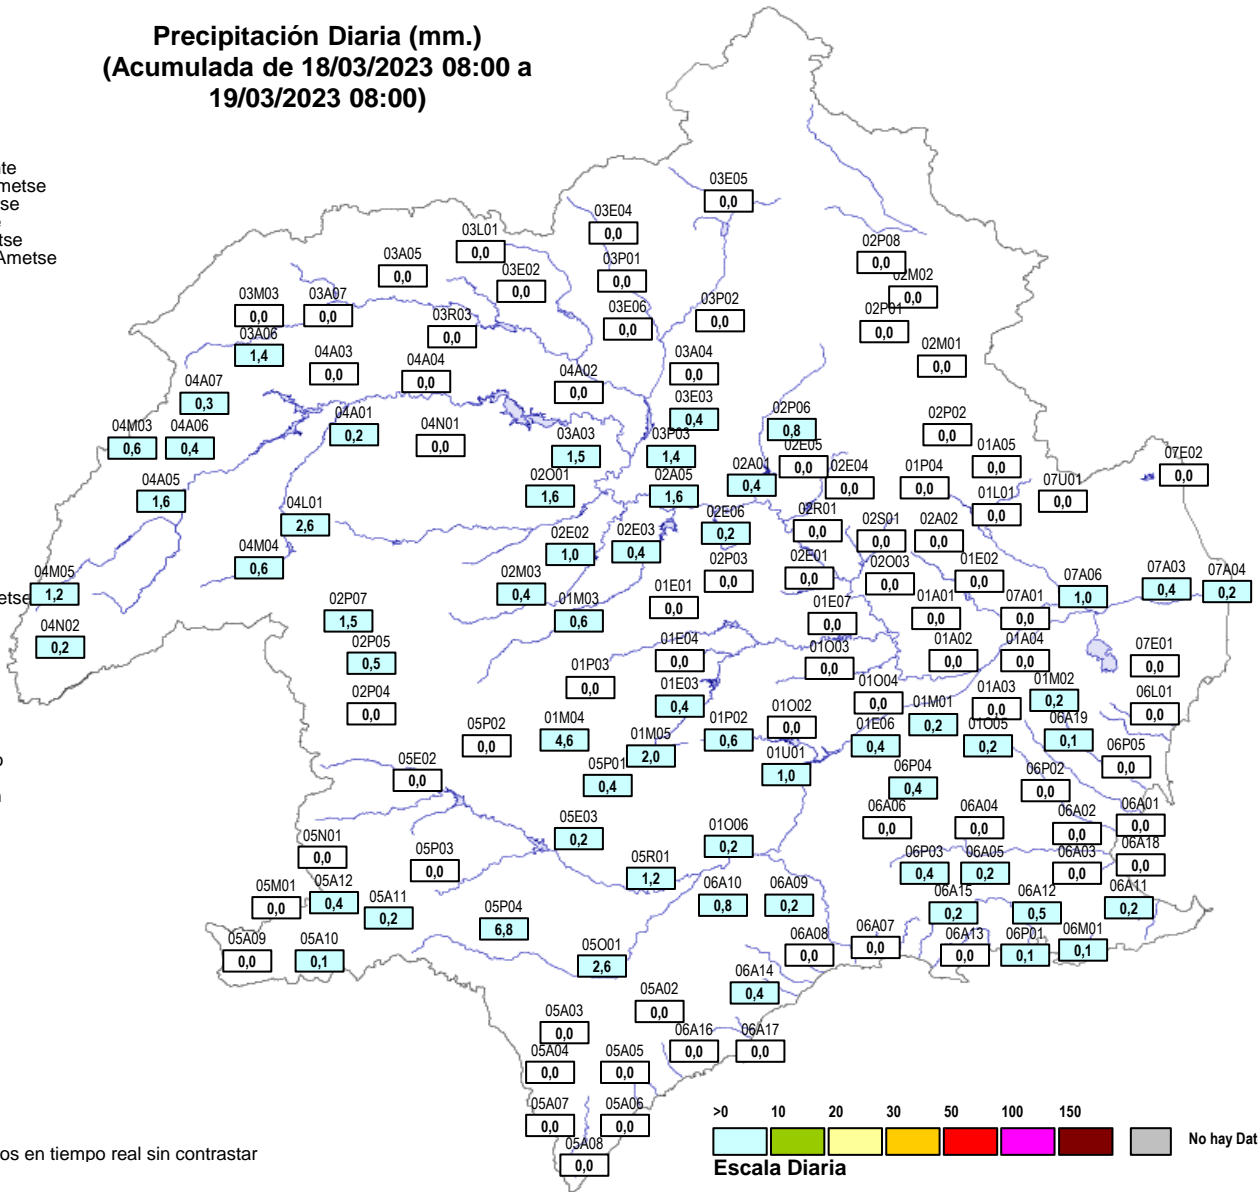 Precipitación Diaria (mm.)
(Acumulada de 18/03/2023 08:00 a
19/03/2023 08:00)
03E05
0,0
03E04
0,0
03L01
0,0
03A05
0,0
03E02
0,0
03P01
0,0
02P08
0,0
02M02
0,0
03M03
0,0
03A07
0,0
03R03
0,0
03E06
0,0
03P02
0,0
02P01
0,0
03A06
1,4
04A03
0,0
04A04
0,0
04A02
0,0
03A04
0,0
02M01
0,0
04A07
0,3
03E03
0,4
04M03
0,6
04A06
0,4
04A01
0,2
04N01
0,0
03A03
1,5
03P03
1,4
02P06
0,8
02P02
0,0
02E05
0,0
01A05
0,0
07E02
0,0
04A05
1,6
02O01
1,6
02A05
1,6
02A01
0,4
02E04
0,0
01P04
0,0
07U01
0,0
04L01
2,6
01L01
0,0
02E06
0,2
02R01
0,0
02S01
0,0
02A02
0,0
04M04
0,6
02E02
1,0
02E03
0,4
02P03
0,0
02E01
0,0
02O03
0,0
01E02
0,0
04M05
1,2
02M03
0,4
07A06
1,0
07A03
0,4
07A04
0,2
02P07
1,5
01M03
0,6
01E01
0,0
01E07
0,0
01A01
0,0
07A01
0,0
04N02
0,2
02P05
0,5
01E04
0,0
01O03
0,0
01A02
0,0
01A04
0,0
07E01
0,0
02P04
0,0
01P03
0,0
01E03
0,4
01O04
0,0
01A03
0,0
01M02
0,2
06L01
0,0
05P02
0,0
01M04
4,6
01M05
2,0
01P02
0,6
01O02
0,0
01E06
0,4
01M01
0,2
01O05
0,2
06A19
0,1
06P05
0,0
05E02
0,0
05P01
0,4
01U01
1,0
06P04
0,4
06P02
0,0
05E03
0,2
01O06
0,2
06A06
0,0
06A04
0,0
06A02
0,0
06A01
0,0
05N01
0,0
05P03
0,0
05R01
1,2
06P03
0,4
06A05
0,2
06A03
0,0
06A18
0,0
05M01
0,0
05A12
0,4
05A11
0,2
05P04
6,8
06A10
0,8
06A09
0,2
06A15
0,2
06A12
0,5
06A11
0,2
05A09
0,0
05A10
0,1
05O01
2,6
06A08
0,0
06A07
0,0
06A13
0,0
06P01
0,1
06M01
0,1
06A14
0,4
05A02
0,0
05A03
0,0
06A16
0,0
06A17
0,0
05A04
0,0
05A05
0,0
05A07
0,0
05A06
0,0
05A08
0,0
>0 10 20 30 50 100 150
No hay Dat
Escala Diaria
os en tiempo real sin contrastar